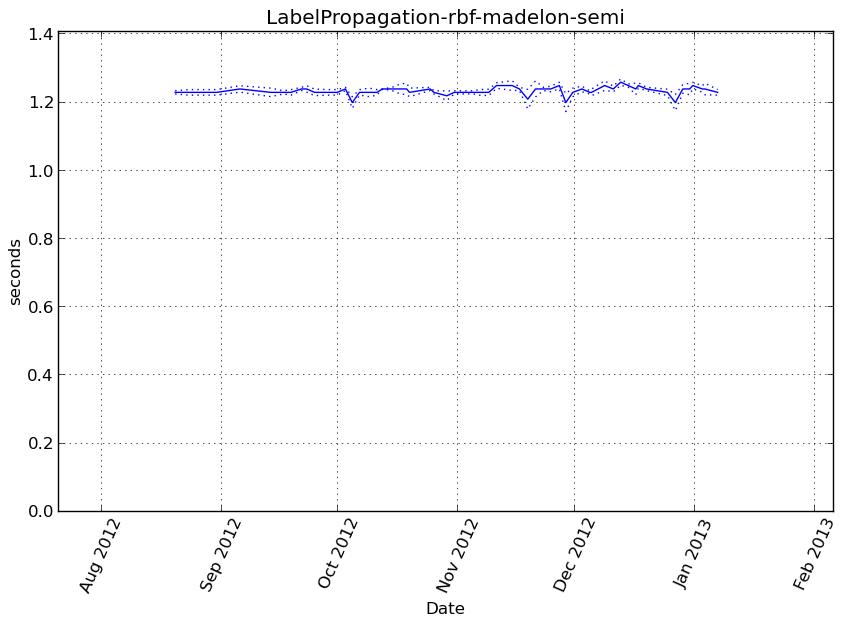 LabelPropagation-rbf-madelon-semi
1.4
1.2
1.0
0.8
0.6
0.4
0.2
0.0
seconds
Aug 2012
Sep 2012
Oct 2012
Nov 2012
Dec 2012
Jan 2013
Feb 2013
Date